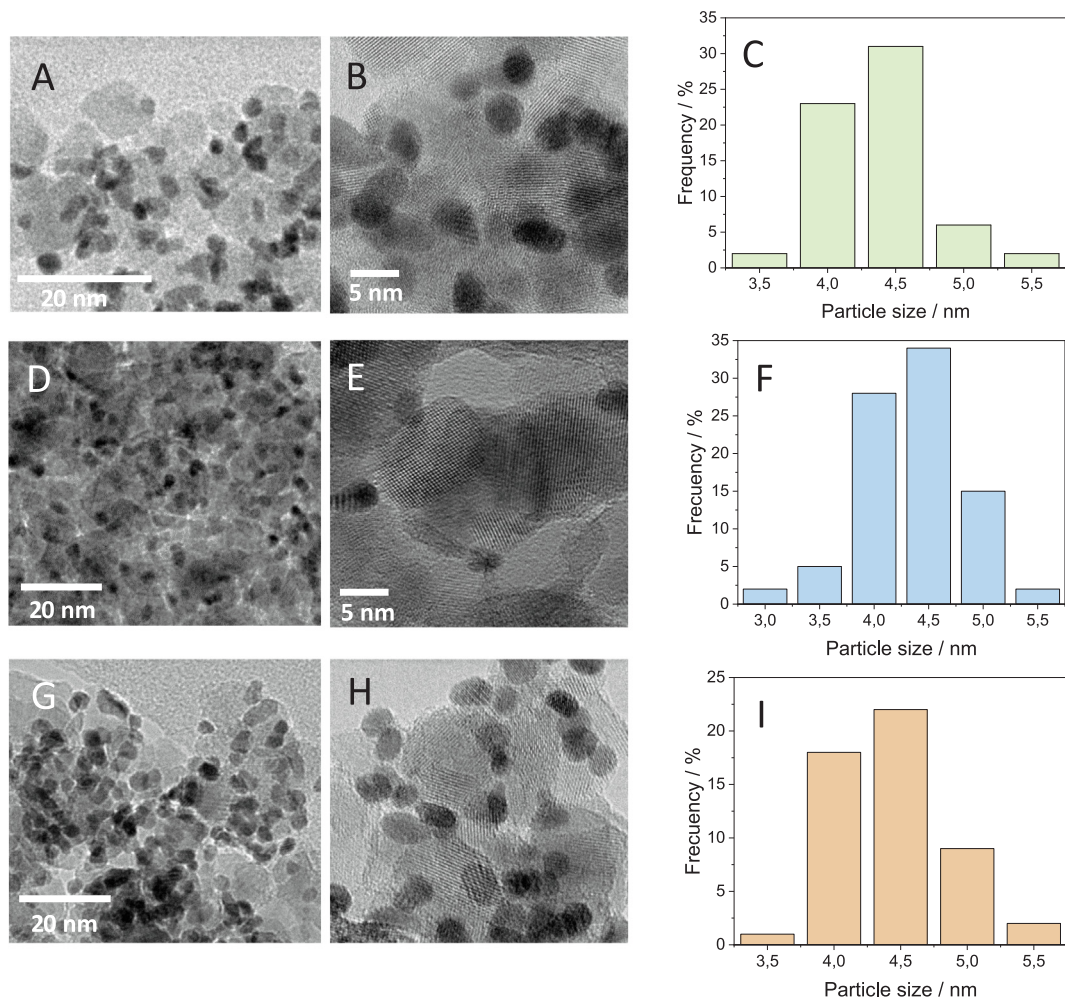 A
20 nm
B
5 nm
C
Frequency / %
35
30
25
20
15
10
5
0
3,5 4,0 4,5 5,0 5,5
Particle size / nm
D
20 nm
E
5 nm
F
Frecuency / %
35
30
25
20
15
10
5
0
3,0 3,5 4,0 4,5 5,0 5,5
Particle size / nm
G
20 nm
H
I
Frecuency / %
25
20
15
10
5
0
3,5 4,0 4,5 5,0 5,5
Particle size / nm